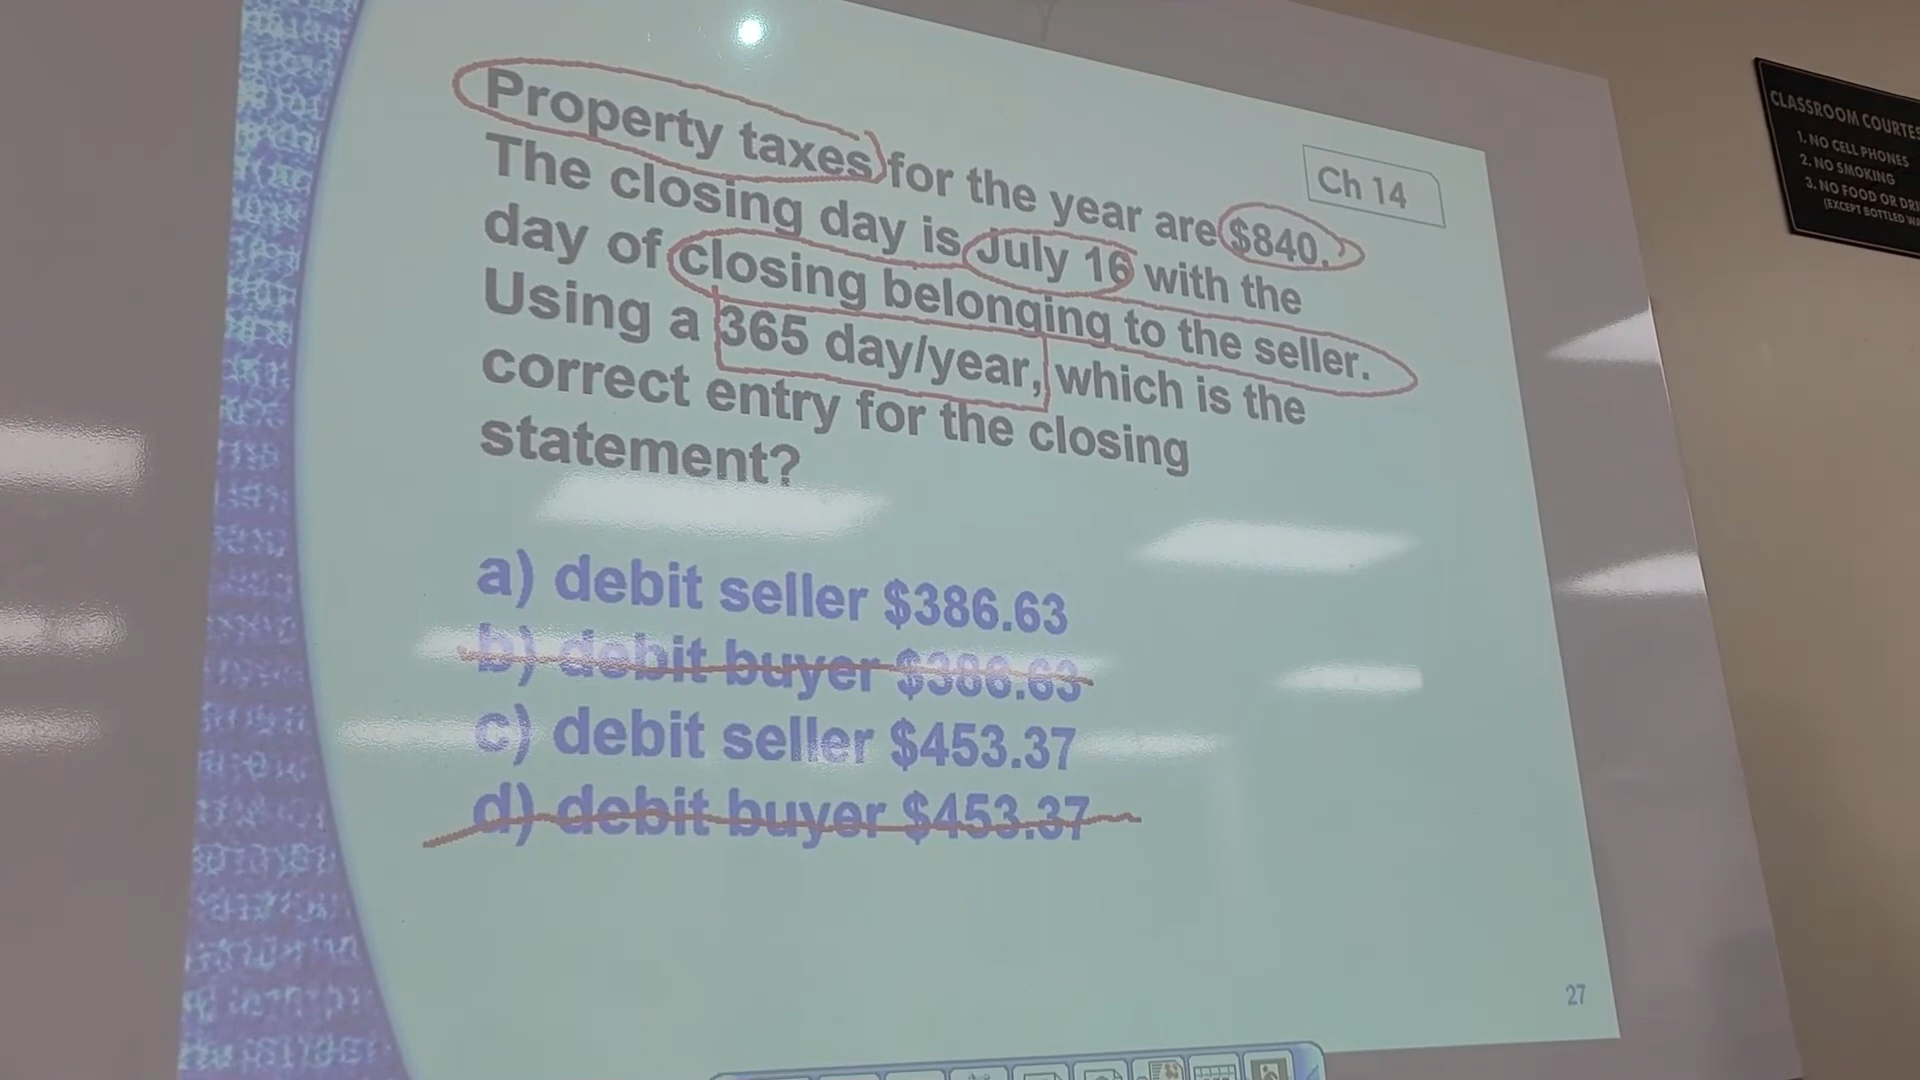 Property taxes for the year are $840.
The closing day is July 16 with the
day of closing belonging to the seller.
Using a 365 day/year, which is the
correct entry for the closing
statement?
Ch 14
a) debit seller $386.63
b) debit buyer $386.63
c) debit seller $453.37
d) debit buyer $453.37
27
CLASSROOM
1. NO CELL PHONES
2. NO SMOKING
3. NO FOOD OR
(EXCEPT BOTTLED